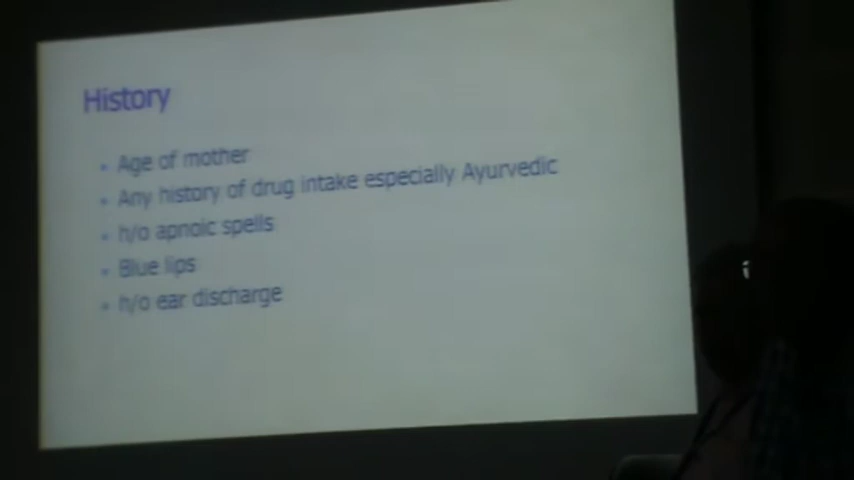 History
• Age of mother
• Any history of drug intake especially Ayurvedic
• h/o apnoic spells
• Blue lips
• h/o ear discharge